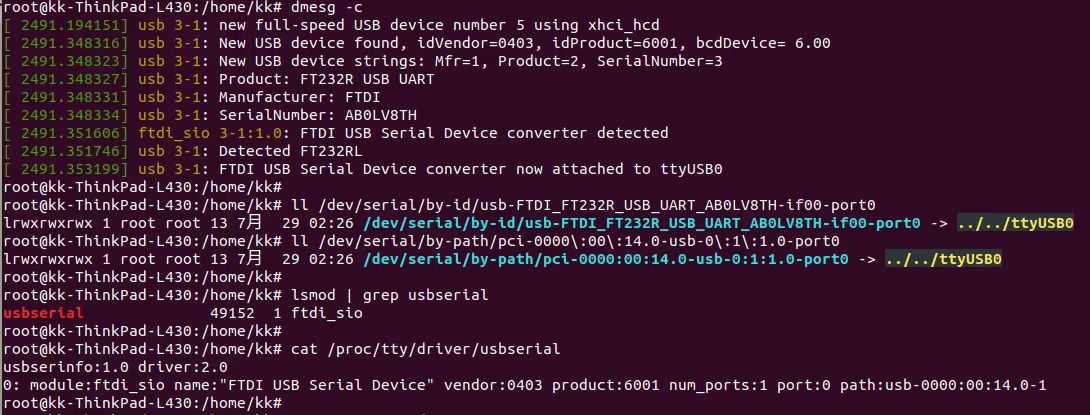 root@kk-ThinkPad-L430:/home/kk# dmesg -c
[ 2491.194151] usb 3-1: new full-speed USB device number 5 using xhci_hcd
[ 2491.348316] usb 3-1: New USB device found, idVendor=0403, idProduct=6001, bcdDevice= 6.00
[ 2491.348323] usb 3-1: New USB device strings: Mfr=1, Product=2, SerialNumber=3
[ 2491.348327] usb 3-1: Product: FT232R USB UART
[ 2491.348331] usb 3-1: Manufacturer: FTDI
[ 2491.348334] usb 3-1: SerialNumber: AB0LV8TH
[ 2491.351606] ftdi_sio 3-1:1.0: FTDI USB Serial Device converter detected
[ 2491.351746] usb 3-1: Detected FT232RL
[ 2491.353199] usb 3-1: FTDI USB Serial Device converter now attached to ttyUSB0
root@kk-ThinkPad-L430:/home/kk#
root@kk-ThinkPad-L430:/home/kk# ll /dev/serial/by-id/usb-FTDI_FT232R_USB_UART_AB0LV8TH-if00-port0
lrwxrwxrwx 1 root root 13 7月  29 02:26 /dev/serial/by-id/usb-FTDI_FT232R_USB_UART_AB0LV8TH-if00-port0 -> ../../ttyUSB0
root@kk-ThinkPad-L430:/home/kk# ll /dev/serial/by-path/pci-0000\:00\:14.0-usb-0\:1\:1.0-port0
lrwxrwxrwx 1 root root 13 7月  29 02:26 /dev/serial/by-path/pci-0000:00:14.0-usb-0:1:1.0-port0 -> ../../ttyUSB0
root@kk-ThinkPad-L430:/home/kk#
root@kk-ThinkPad-L430:/home/kk# lsmod | grep usbserial
usbserial              49152  1 ftdi_sio
root@kk-ThinkPad-L430:/home/kk#
root@kk-ThinkPad-L430:/home/kk# cat /proc/tty/driver/usbserial
usbserinfo:1.0 driver:2.0
0: module:ftdi_sio name:"FTDI USB Serial Device" vendor:0403 product:6001 num_ports:1 port:0 path:usb-0000:00:14.0-1
root@kk-ThinkPad-L430:/home/kk#